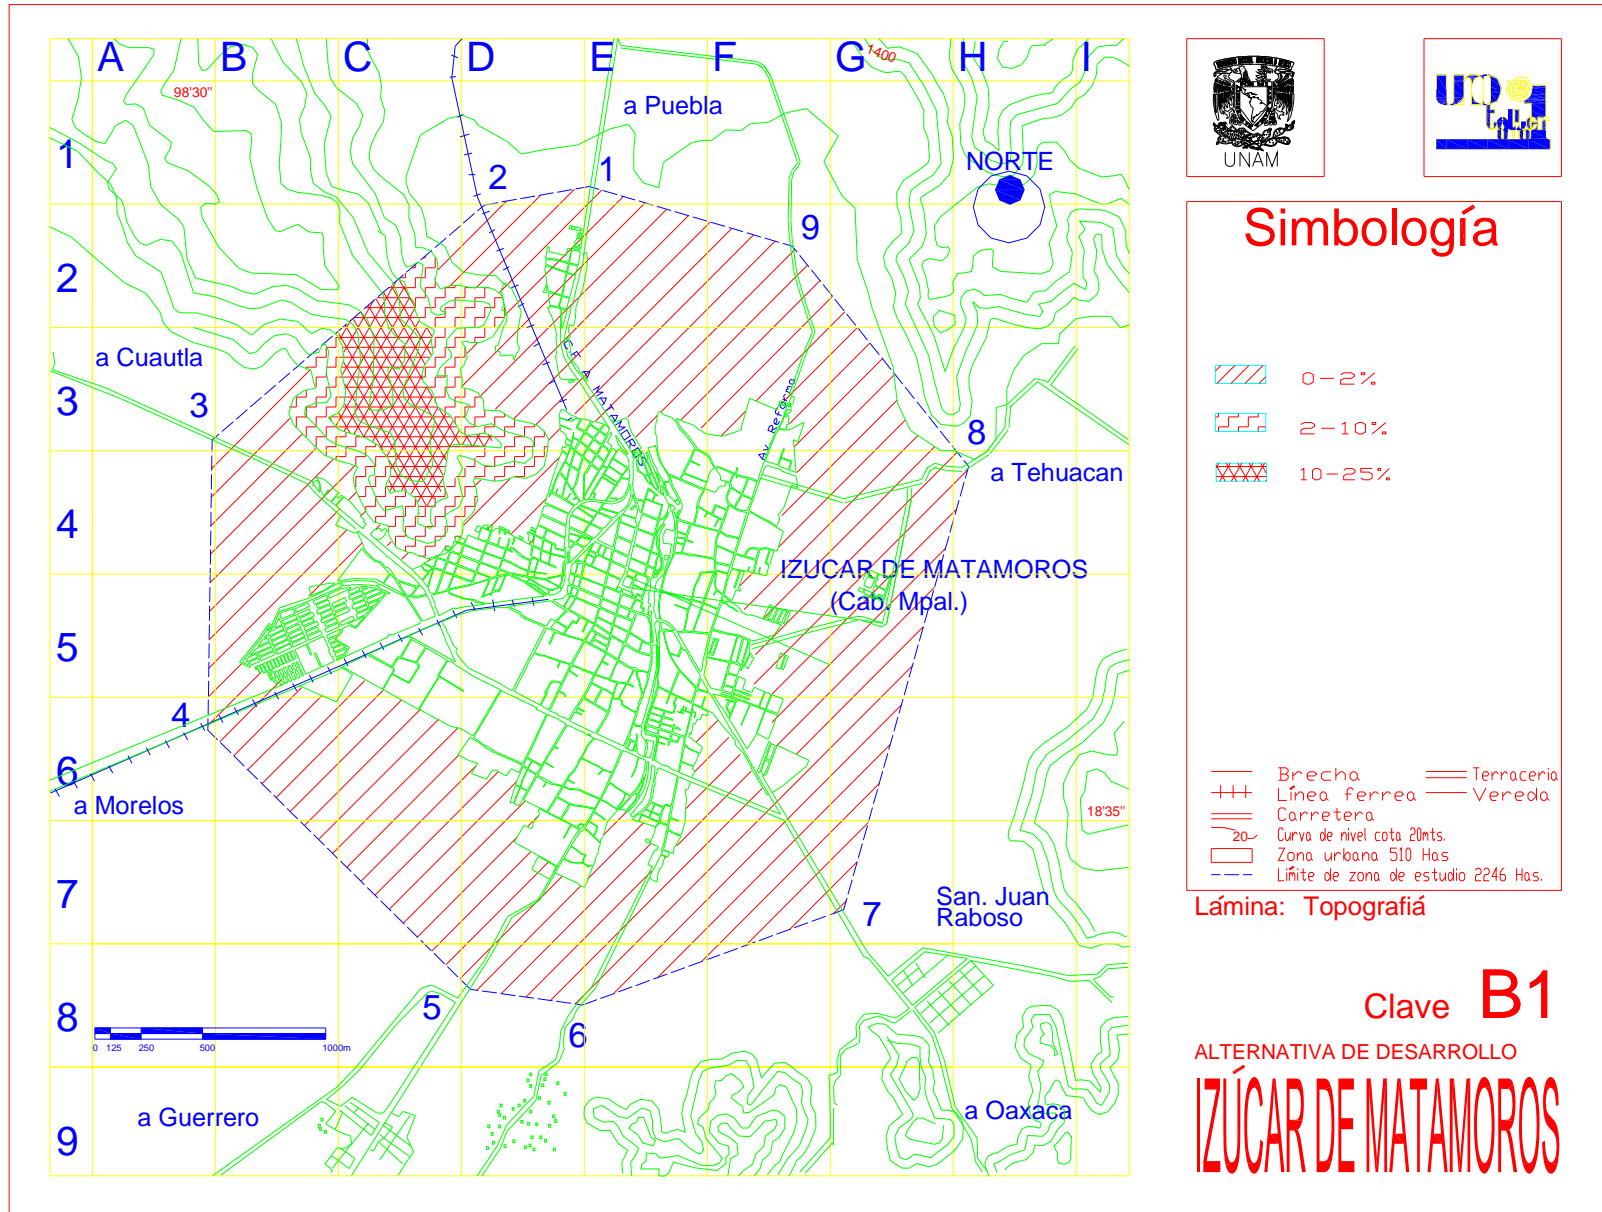 A B C D E F G H I
1
2
3
4
5
6
7
8
9
98'30"
1400
a Puebla
NORTE
2
1
9
a Cuautla
3
C.F. A MATAMOROS
Av. Reforma
8
a Tehuacan
IZUCAR DE MATAMOROS
(Cab. Mpal.)
4
a Morelos
18'35"
San. Juan
Raboso
7
5
6
0 125 250 500 1000m
a Guerrero
a Oaxaca
UNAM
uno
taller
uno
Simbología
0-2%
2-10%
10-25%
Brecha
Terraceria
Línea ferrea
Vereda
Carretera
20
Curva de nivel cota 20mts.
Zona urbana 510 Has
Límite de zona de estudio 2246 Has.
Lámina: Topografiá
Clave B1
ALTERNATIVA DE DESARROLLO
IZÚCAR DE MATAMOROS